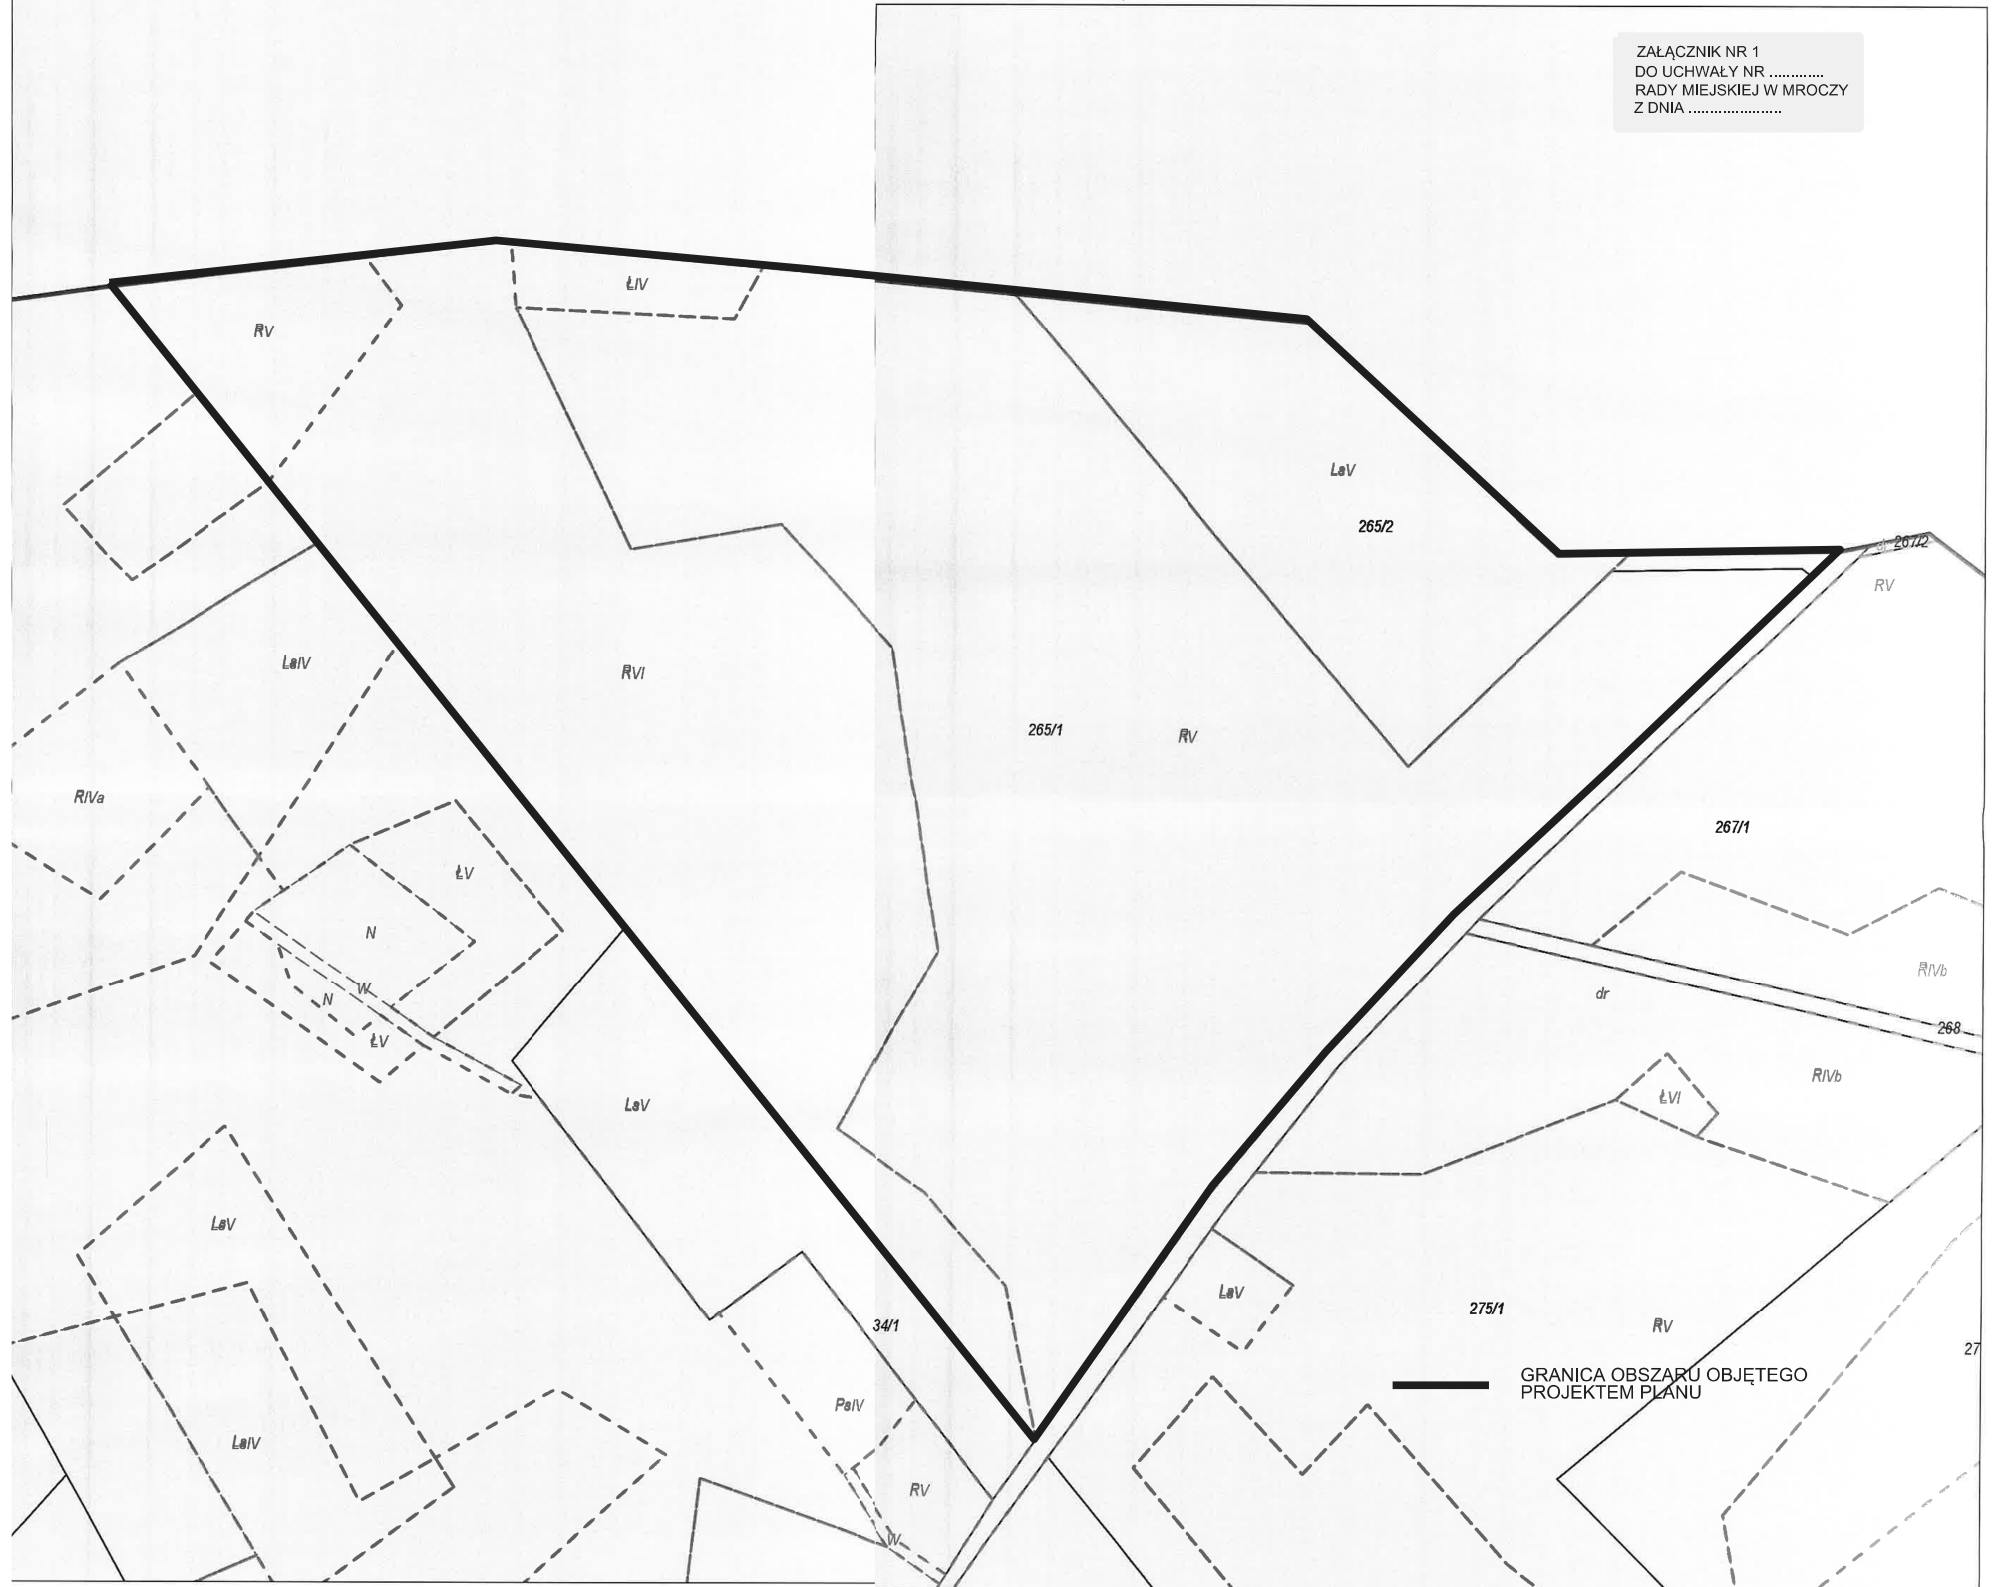 ZAŁĄCZNIK NR 1
DO UCHWAŁY NR .............
RADY MIEJSKIEJ W MROCZY
Z DNIA ......................
ŁIV
RV
LsV
265/2
dr 267/2
RV
LsIV
RVI
265/1
RV
RIVa
267/1
ŁV
N
RIVb
W
N
dr
268
ŁV
RIVb
ŁVI
LsV
LsV
LsV
275/1
34/1
RV
27
GRANICA OBSZARU OBJĘTEGO
PROJEKTEM PLANU
PsIV
LsIV
RV
W